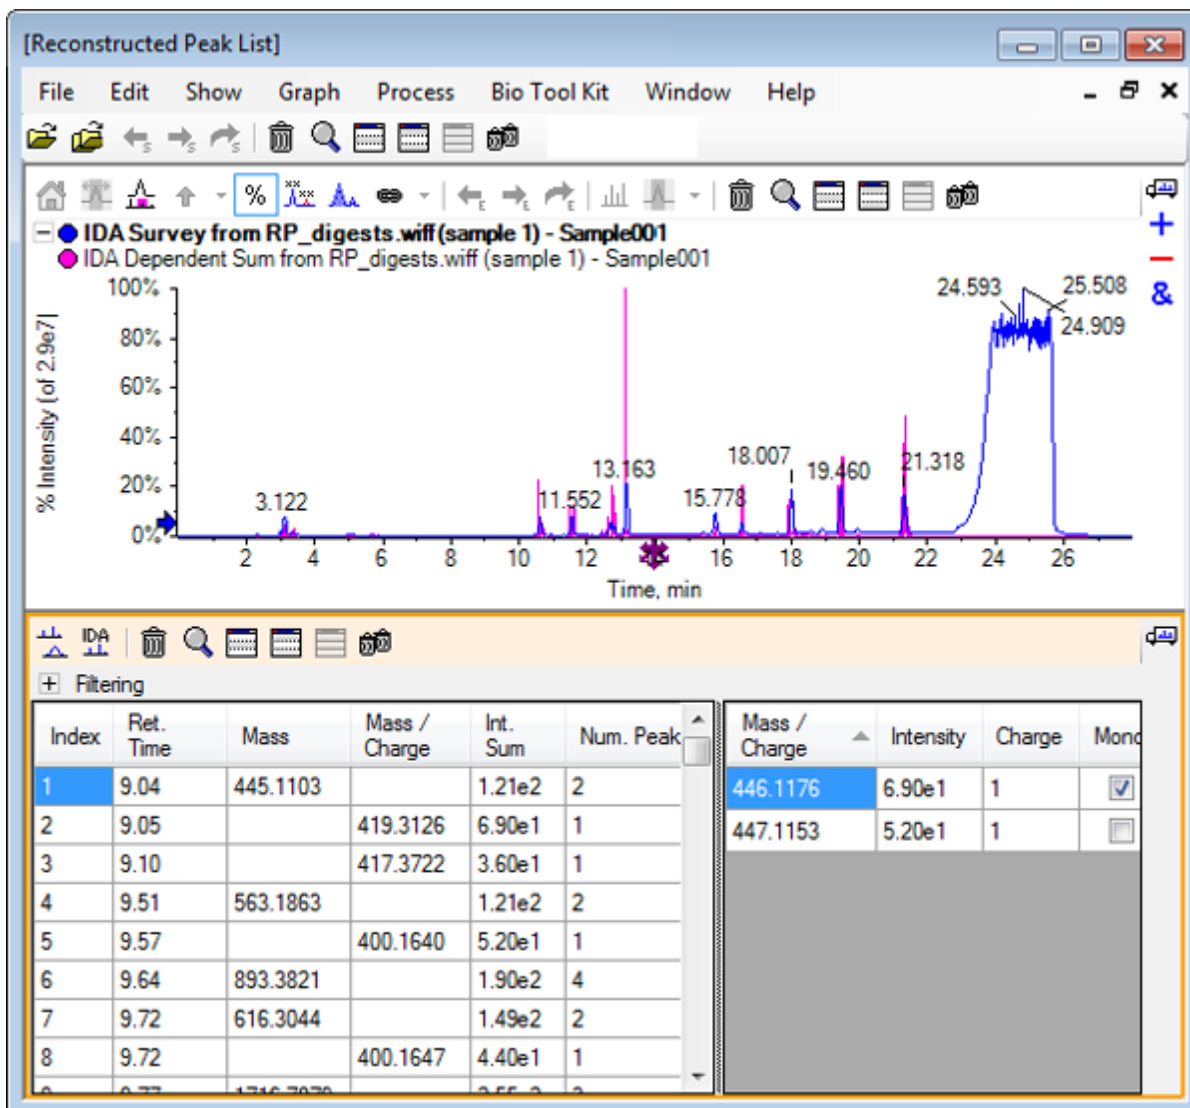 [Reconstructed Peak List]
File Edit Show Graph Process Bio Tool Kit Window Help
%
IDA Survey from RP_digests.wiff (sample 1) - Sample001
IDA Dependent Sum from RP_digests.wiff (sample 1) - Sample001
&
% Intensity (of 2.9e7)
100%
80%
60%
40%
20%
0%
3.122
11.552
13.163
15.778
18.007
19.460
21.318
24.593
25.508
24.909
2 4 6 8 10 12 16 18 20 22 24 26
Time, min
IDA
Filtering
Index Ret. Time Mass Mass / Charge Int. Sum Num. Peak
1 9.04 445.1103 1.21e2 2
2 9.05 419.3126 6.90e1 1
3 9.10 417.3722 3.60e1 1
4 9.51 563.1863 1.21e2 2
5 9.57 400.1640 5.20e1 1
6 9.64 893.3821 1.90e2 4
7 9.72 616.3044 1.49e2 2
8 9.72 400.1647 4.40e1 1
Mass / Charge Intensity Charge Mono
446.1176 6.90e1 1
447.1153 5.20e1 1